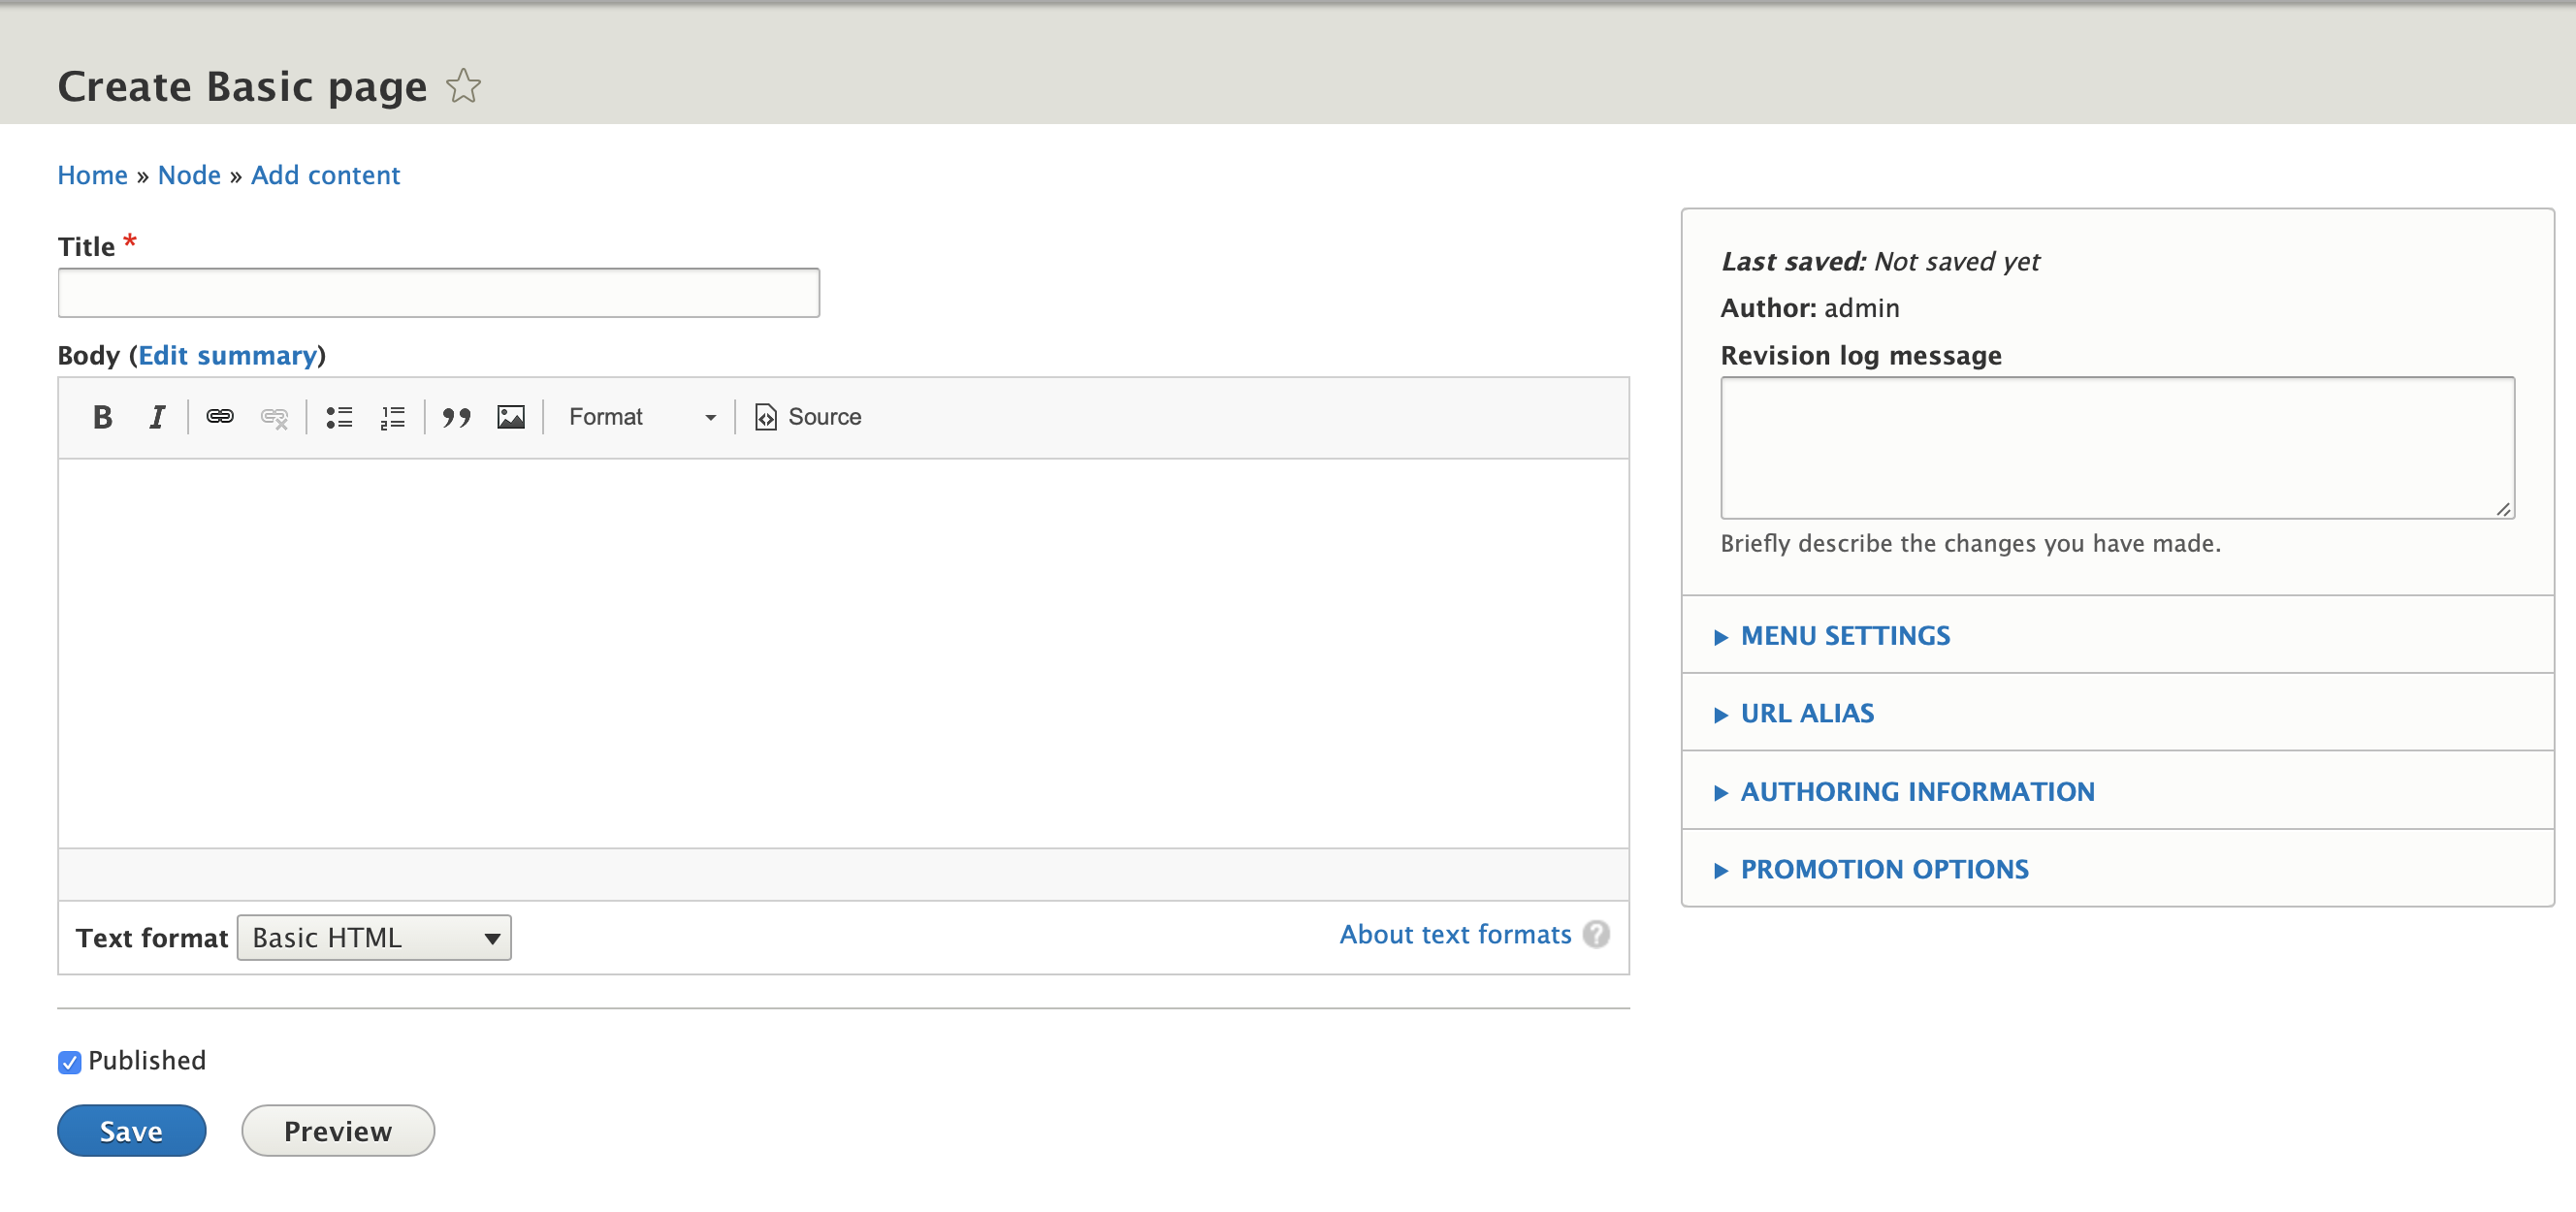 Create Basic page
Home » Node » Add content
Title *
Body (Edit summary)
B I Format Source
Text format Basic HTML
About text formats ?
Published
Save Preview
Last saved: Not saved yet
Author: admin
Revision log message
Briefly describe the changes you have made.
MENU SETTINGS
URL ALIAS
AUTHORING INFORMATION
PROMOTION OPTIONS